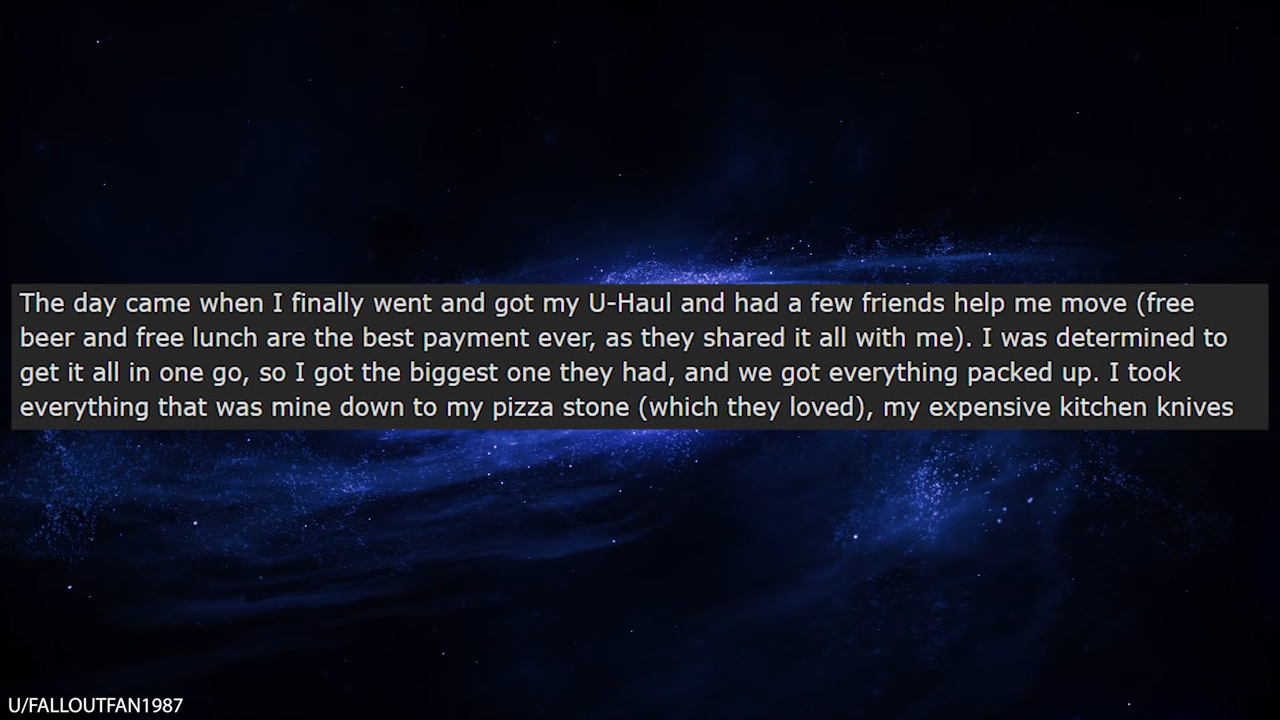 The day came when I finally went and got my U-Haul and had a few friends help me move (free
beer and free lunch are the best payment ever, as they shared it all with me). I was determined to
get it all in one go, so I got the biggest one they had, and we got everything packed up. I took
everything that was mine down to my pizza stone (which they loved), my expensive kitchen knives
U/FALLOUTFAN1987